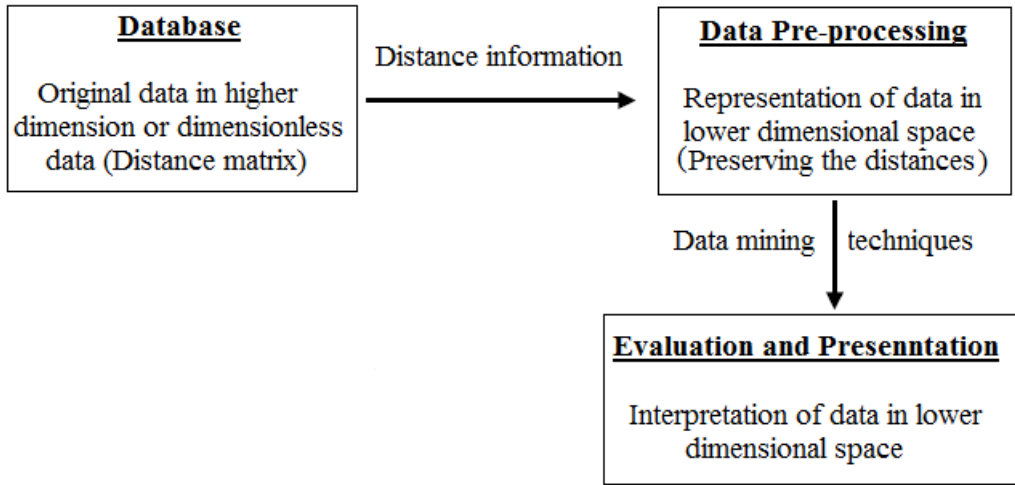 Database
Original data in higher
dimension or dimensionless
data (Distance matrix)
Distance information
Data Pre-processing
Representation of data in
lower dimensional space
(Preserving the distances)
Data mining techniques
Evaluation and Presenntation
Interpretation of data in lower
dimensional space